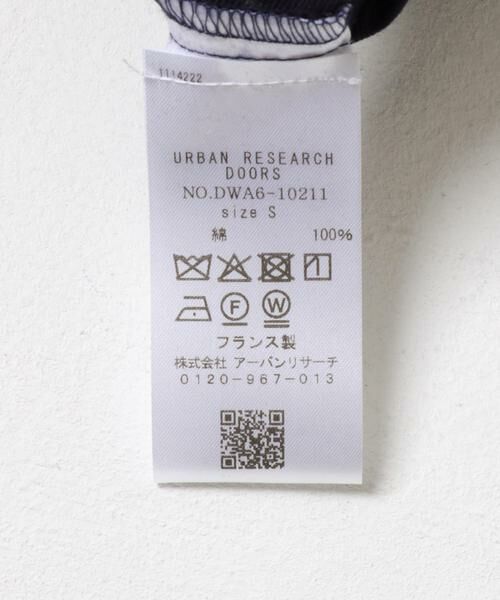 1114222
URBAN RESEARCH
DOORS
NO.DWA6-10211
size S
綿 100%
F W
フランス製
株式会社 アーバンリサーチ
0120-967-013